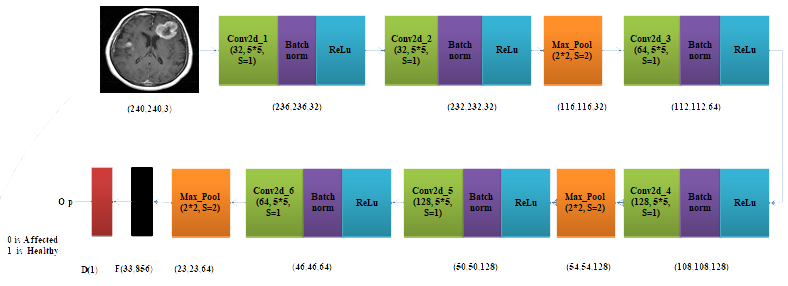 Conv2d_1
(32, 5*5,
S=1)
Batch
norm
ReLu
Conv2d_2
(32, 5*5,
S=1)
Batch
norm
ReLu
Max_Pool
(2*2, S=2)
Conv2d_3
(64, 5*5,
S=1)
Batch
norm
ReLu
(240,240,3)
(236,236,32)
(232,232,32)
(116,116,32)
(112,112,64)
O p
Max_Pool
(2*2, S=2)
Conv2d_6
(64, 5*5,
S=1
Batch
norm
ReLu
Conv2d_5
(128, 5*5,
S=1)
Batch
norm
ReLu
Max_Pool
(2*2, S=2)
Conv2d_4
(128, 5*5,
S=1)
Batch
norm
ReLu
0 is Affected
1 is Healthy
D(1)
F(33,856)
(23,23,64)
(46,46,64)
(50,50,128)
(54,54,128)
(108,108,128)